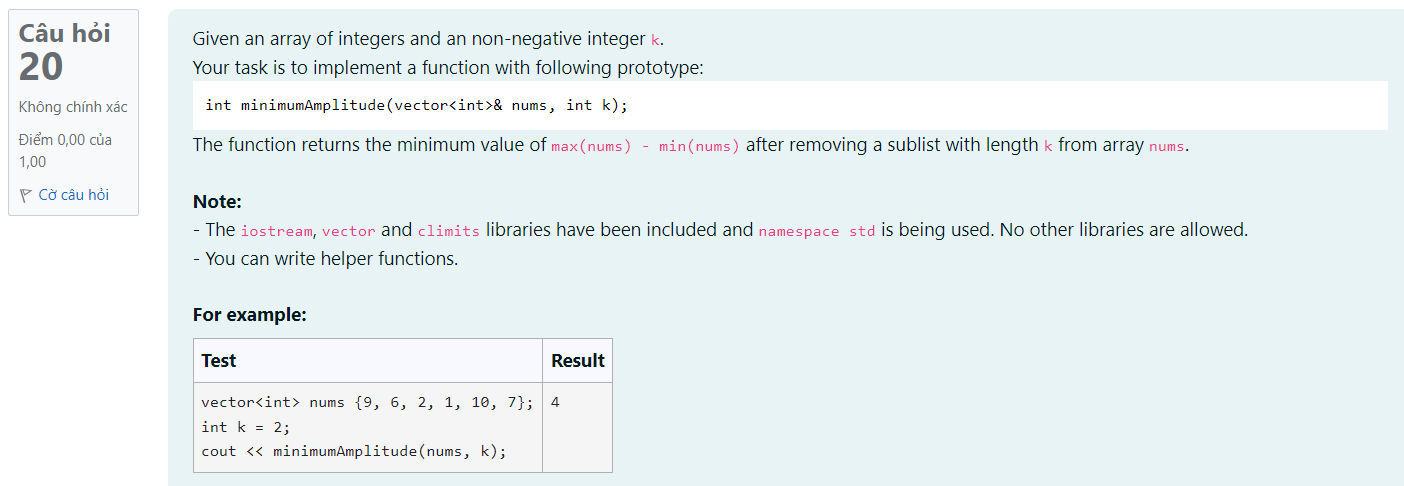 Câu hỏi
20
Không chính xác
Điểm 0,00 của
1,00
Cờ câu hỏi
Given an array of integers and an non-negative integer k.
Your task is to implement a function with following prototype:
int minimumAmplitude(vector<int>& nums, int k);
The function returns the minimum value of max(nums) - min(nums) after removing a sublist with length k from array nums.
Note:
- The iostream, vector and climits libraries have been included and namespace std is being used. No other libraries are allowed.
- You can write helper functions.
For example:
Test Result
vector<int> nums {9, 6, 2, 1, 10, 7}; 4
int k = 2;
cout << minimumAmplitude(nums, k);